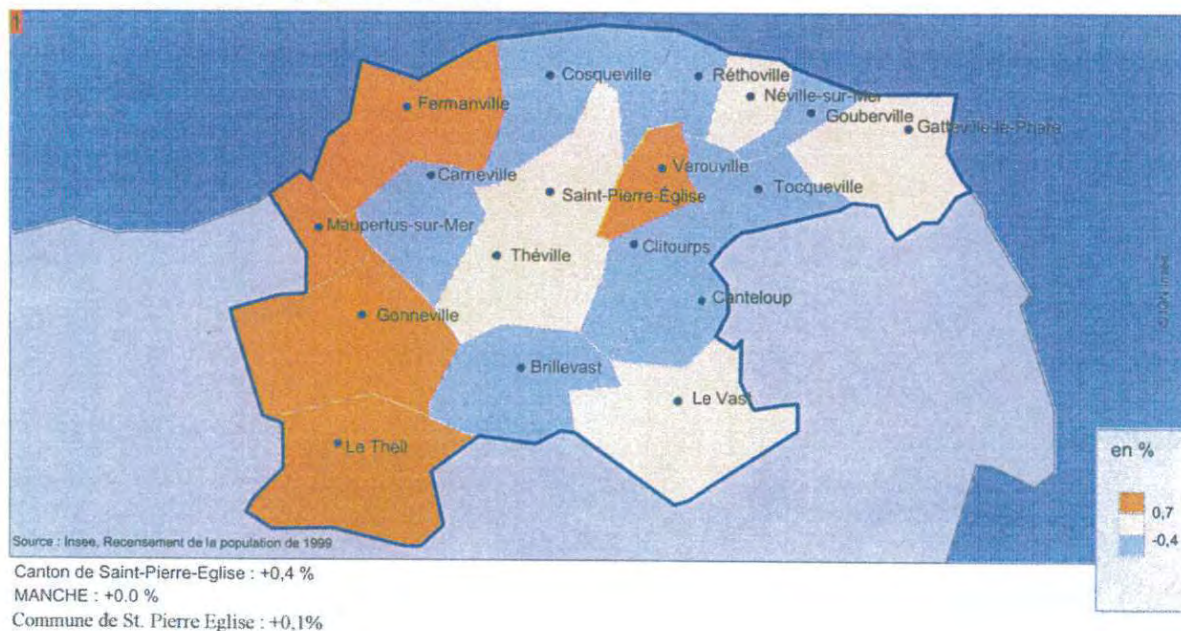 1
Cosqueville
Réthoville
Néville-sur-Mer
Fermanville
Gouberville
Gatteville-le-Phare
Carneville
Varouville
Saint-Pierre-Église
Tocqueville
Maupertus-sur-Mer
Clitourps
Théville
Canteloup
Gonneville
Brillevast
Le Vast
Le Theil
en %
0,7
-0,4
Source : Insee, Recensement de la population de 1999
Canton de Saint-Pierre-Eglise : +0,4 %
MANCHE : +0.0 %
Commune de St. Pierre Eglise : +0,1%